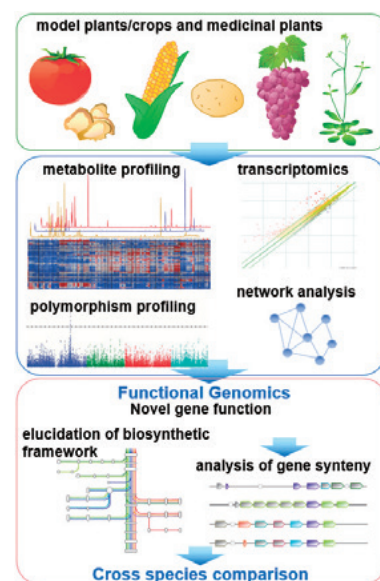 model plants/crops and medicinal plants
metabolite profiling
transcriptomics
polymorphism profiling
network analysis
Functional Genomics
Novel gene function
elucidation of biosynthetic
framework
analysis of gene synteny
Cross species comparison